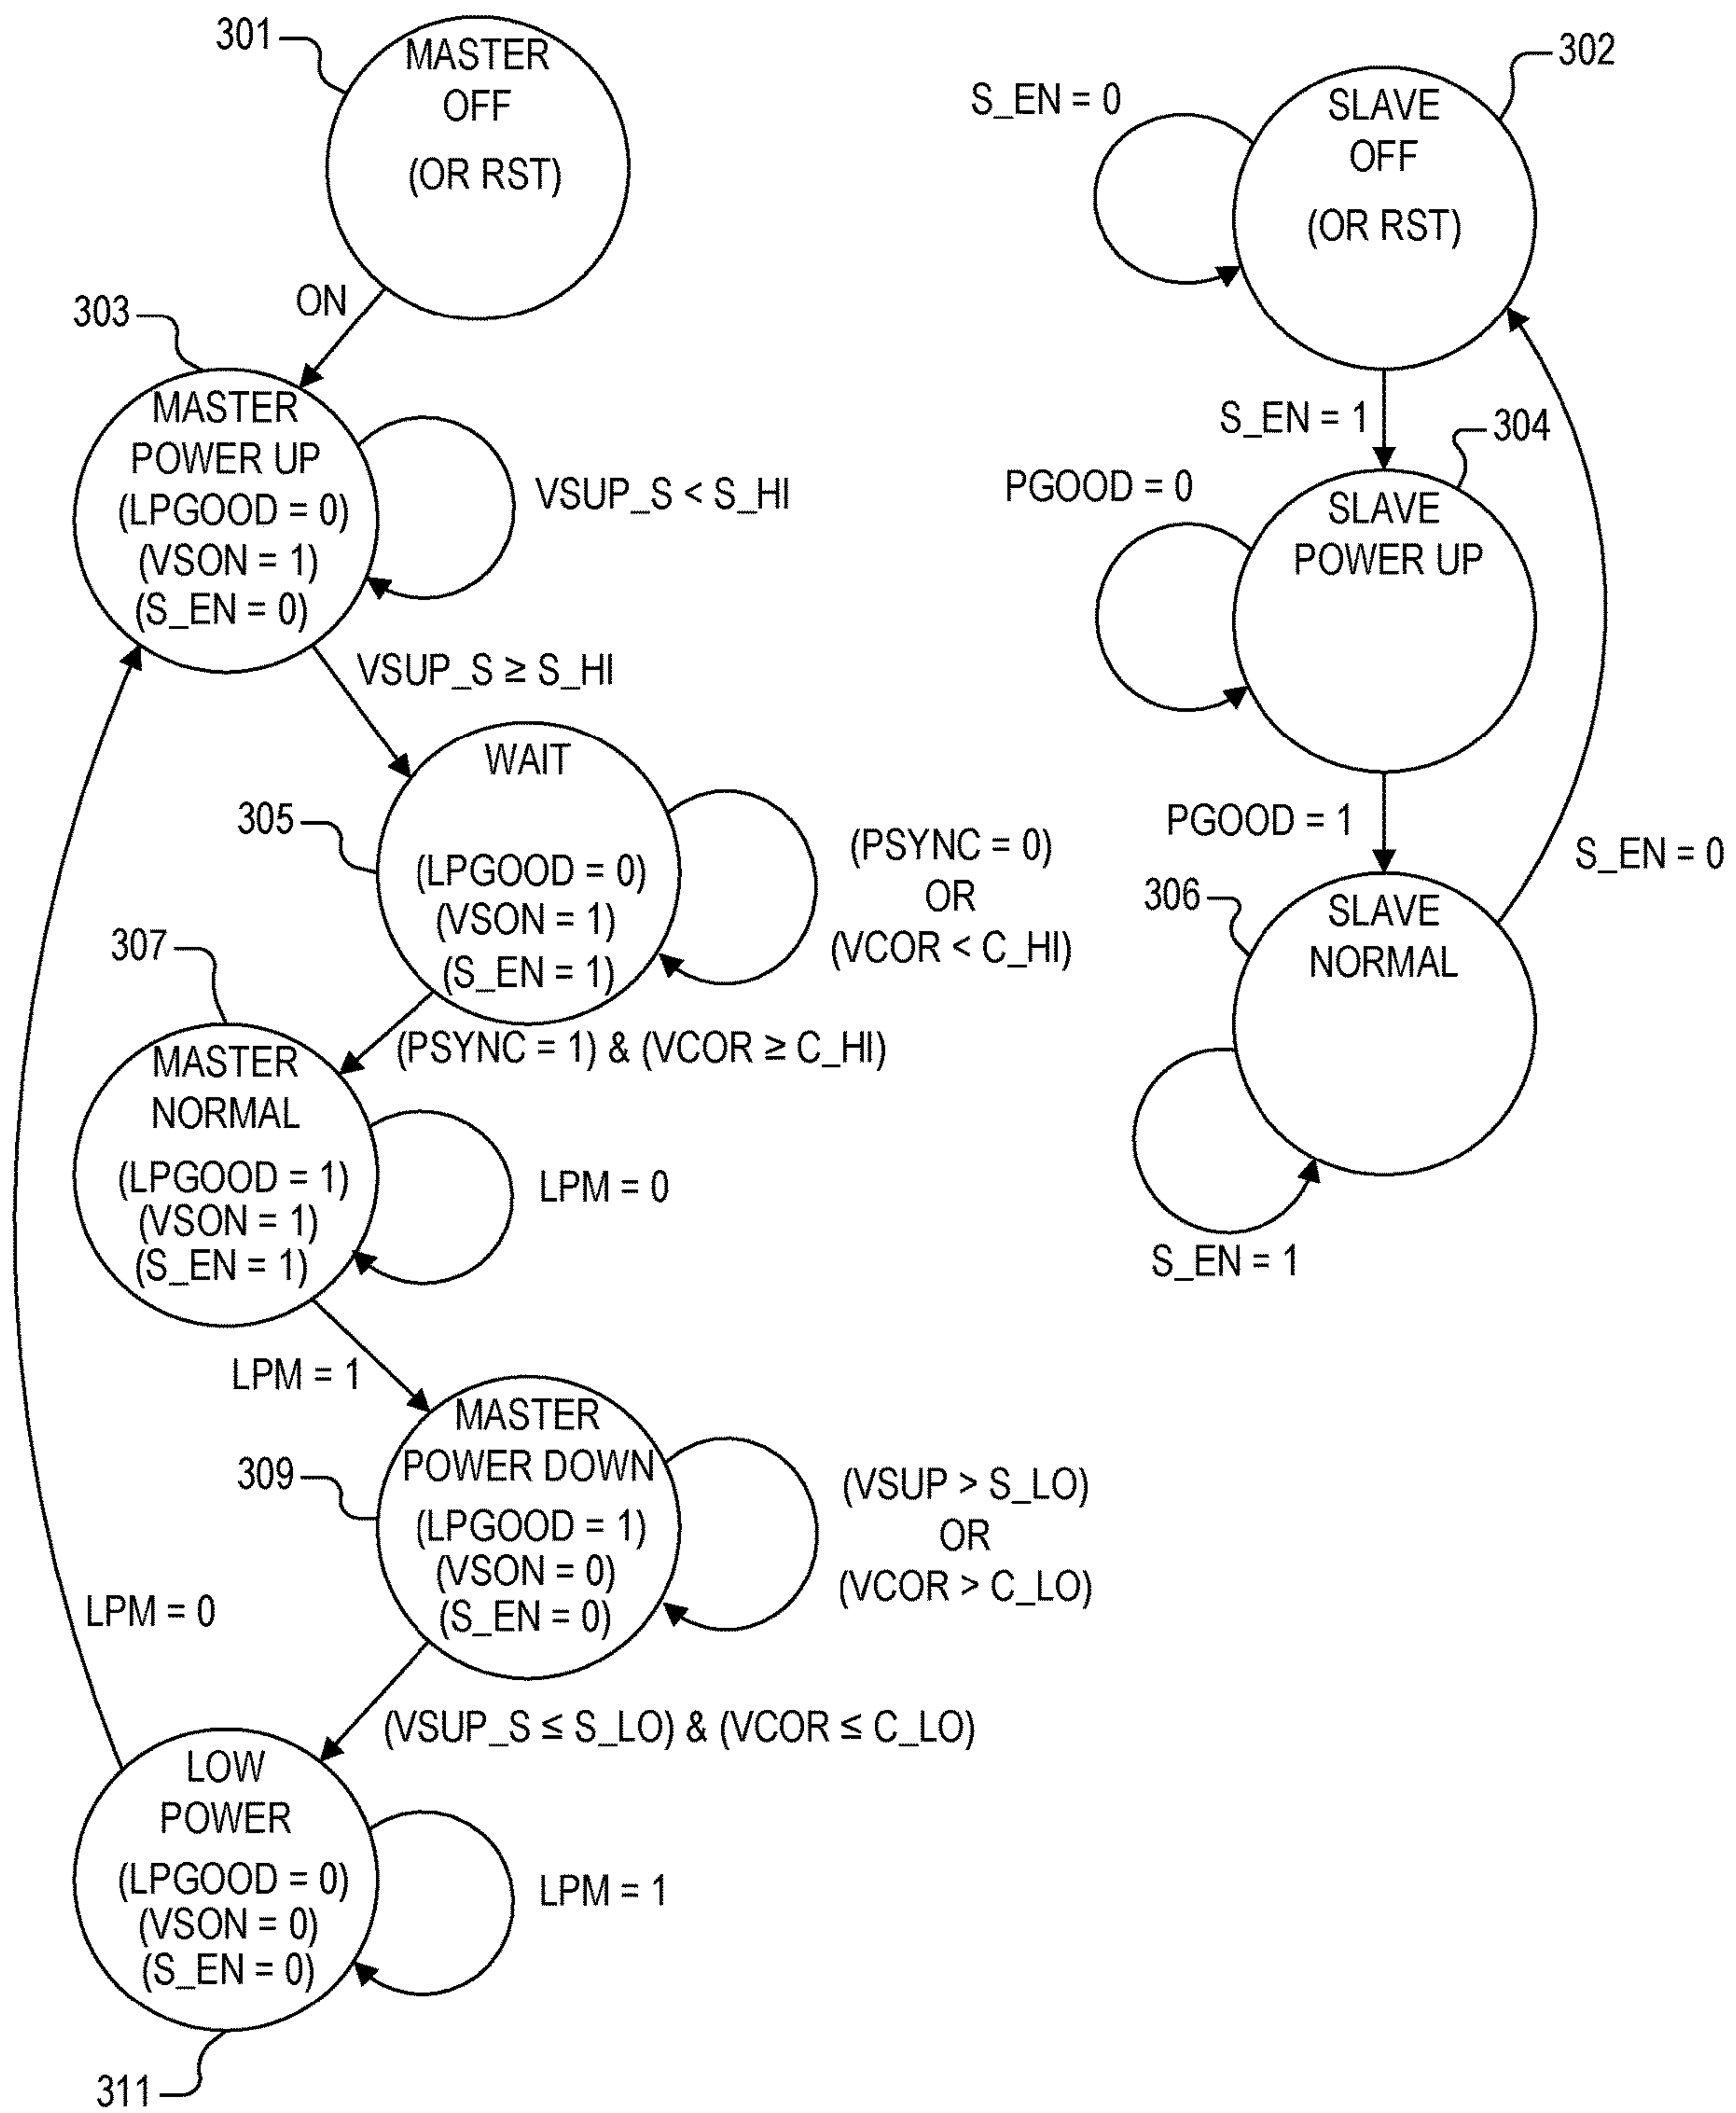 301
MASTER
OFF
(OR RST)
ON
303
MASTER
POWER UP
(LPGOOD = 0)
(VSON = 1)
(S_EN = 0)
VSUP_S < S_HI
VSUP_S ≥ S_HI
WAIT
305
(LPGOOD = 0)
(VSON = 1)
(S_EN = 1)
(PSYNC = 0)
OR
(VCOR < C_HI)
(PSYNC = 1) & (VCOR ≥ C_HI)
307
MASTER
NORMAL
(LPGOOD = 1)
(VSON = 1)
(S_EN = 1)
LPM = 0
LPM = 1
309
MASTER
POWER DOWN
(LPGOOD = 1)
(VSON = 0)
(S_EN = 0)
(VSUP > S_LO)
OR
(VCOR > C_LO)
(VSUP_S ≤ S_LO) & (VCOR ≤ C_LO)
LPM = 0
LOW
POWER
(LPGOOD = 0)
(VSON = 0)
(S_EN = 0)
LPM = 1
311
302
S_EN = 0
SLAVE
OFF
(OR RST)
S_EN = 1
304
PGOOD = 0
SLAVE
POWER UP
PGOOD = 1
S_EN = 0
306
SLAVE
NORMAL
S_EN = 1